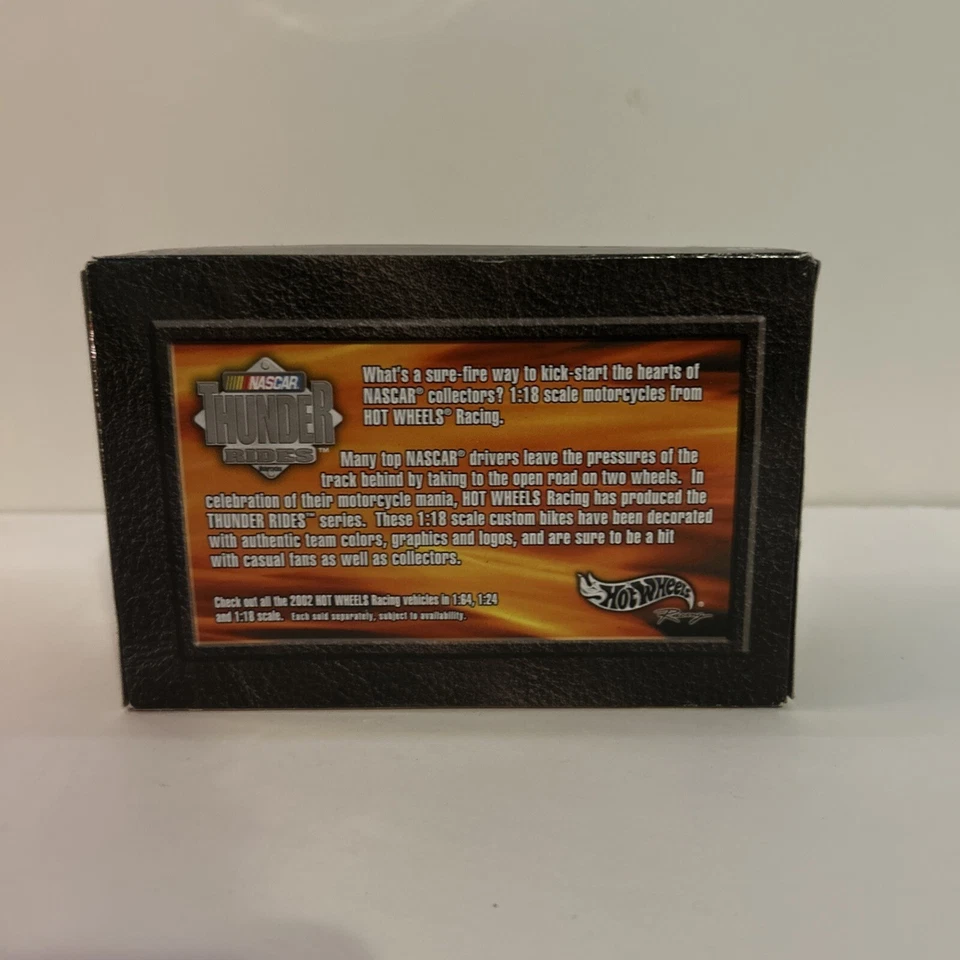 NASCAR
THUNDER
RIDES™
What's a sure-fire way to kick-start the hearts of
NASCAR® collectors? 1:18 scale motorcycles from
HOT WHEELS® Racing.
Many top NASCAR® drivers leave the pressures of the
track behind by taking to the open road on two wheels. In
celebration of their motorcycle mania, HOT WHEELS Racing has produced the
THUNDER RIDES™ series. These 1:18 scale custom bikes have been decorated
with authentic team colors, graphics and logos, and are sure to be a hit
with casual fans as well as collectors.
Check out all the 2002 HOT WHEELS Racing vehicles in 1:64, 1:24
and 1:18 scale. Each sold separately, subject to availability.
Hot Wheels®
Racing